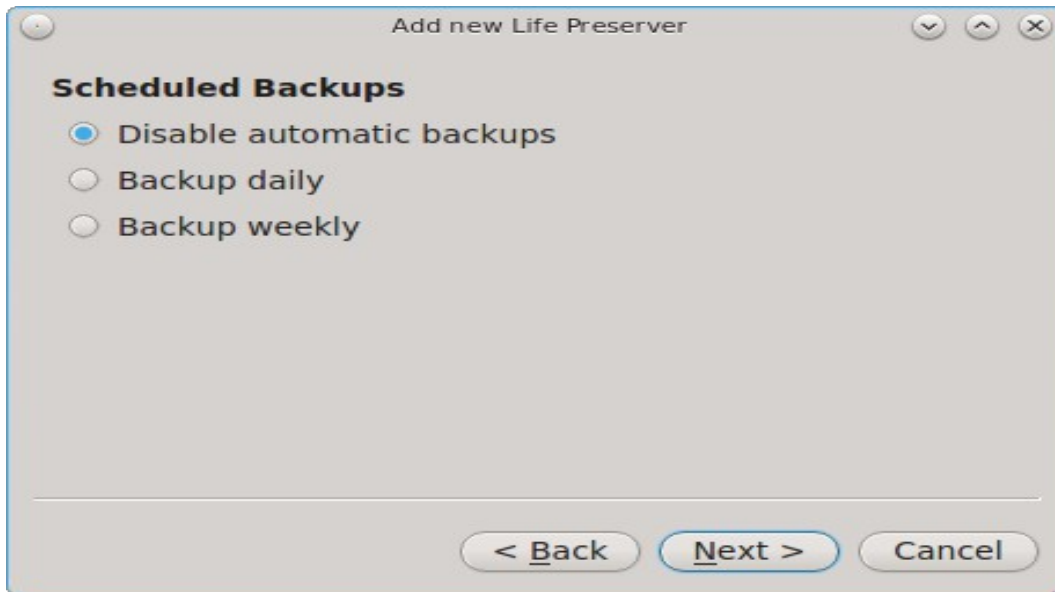 Add new Life Preserver
Scheduled Backups
Disable automatic backups
Backup daily
Backup weekly
< Back Next > Cancel